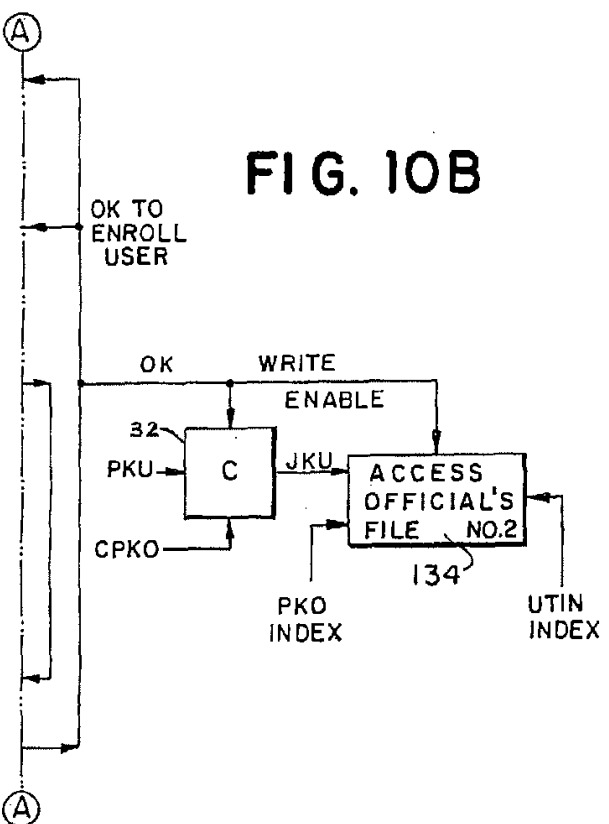 A
FIG. 10B
OK TO
ENROLL
USER
OK WRITE
ENABLE
32
PKU C JKU
CPKO
ACCESS
OFFICIAL'S
FILE NO.2
134
PKO
INDEX
UTIN
INDEX
A